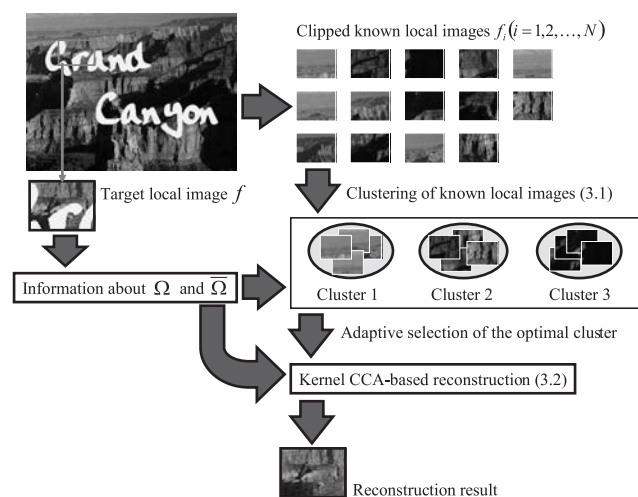 Grand
Canyon
Clipped known local images f_i(i=1,2,…,N)
Target local image f
Clustering of known local images (3.1)
Information about Ω and Ω̅
Cluster 1
Cluster 2
Cluster 3
Adaptive selection of the optimal cluster
Kernel CCA-based reconstruction (3.2)
Reconstruction result